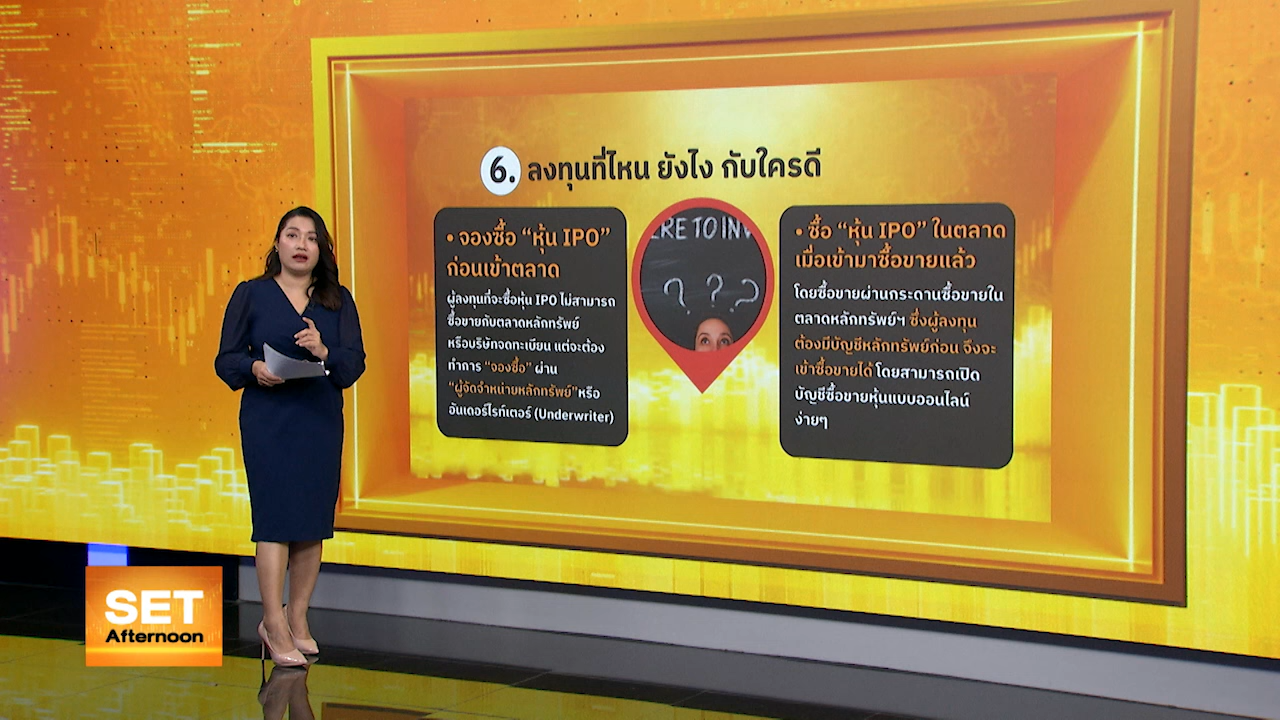 6. ลงทุนที่ไหน ยังไง กับใครดี
• จองซื้อ “หุ้น IPO”
ก่อนเข้าตลาด
ผู้ลงทุนที่จะซื้อหุ้น IPO ไม่สามารถ
ซื้อขายกับตลาดหลักทรัพย์
หรือบริษัทจดทะเบียน แต่จะต้อง
ทำการ “จองซื้อ” ผ่าน
“ผู้จัดจำหน่ายหลักทรัพย์”หรือ
อันเดอร์ไรท์เตอร์ (Underwriter)
ERE TO INV
? ? ?
• ซื้อ “หุ้น IPO” ในตลาด
เมื่อเข้ามาซื้อขายแล้ว
โดยซื้อขายผ่านกระดานซื้อขายใน
ตลาดหลักทรัพย์ฯ ซึ่งผู้ลงทุน
ต้องมีบัญชีหลักทรัพย์ก่อน จึงจะ
เข้าซื้อขายได้ โดยสามารถเปิด
บัญชีซื้อขายหุ้นแบบออนไลน์
ง่ายๆ
SET
Afternoon